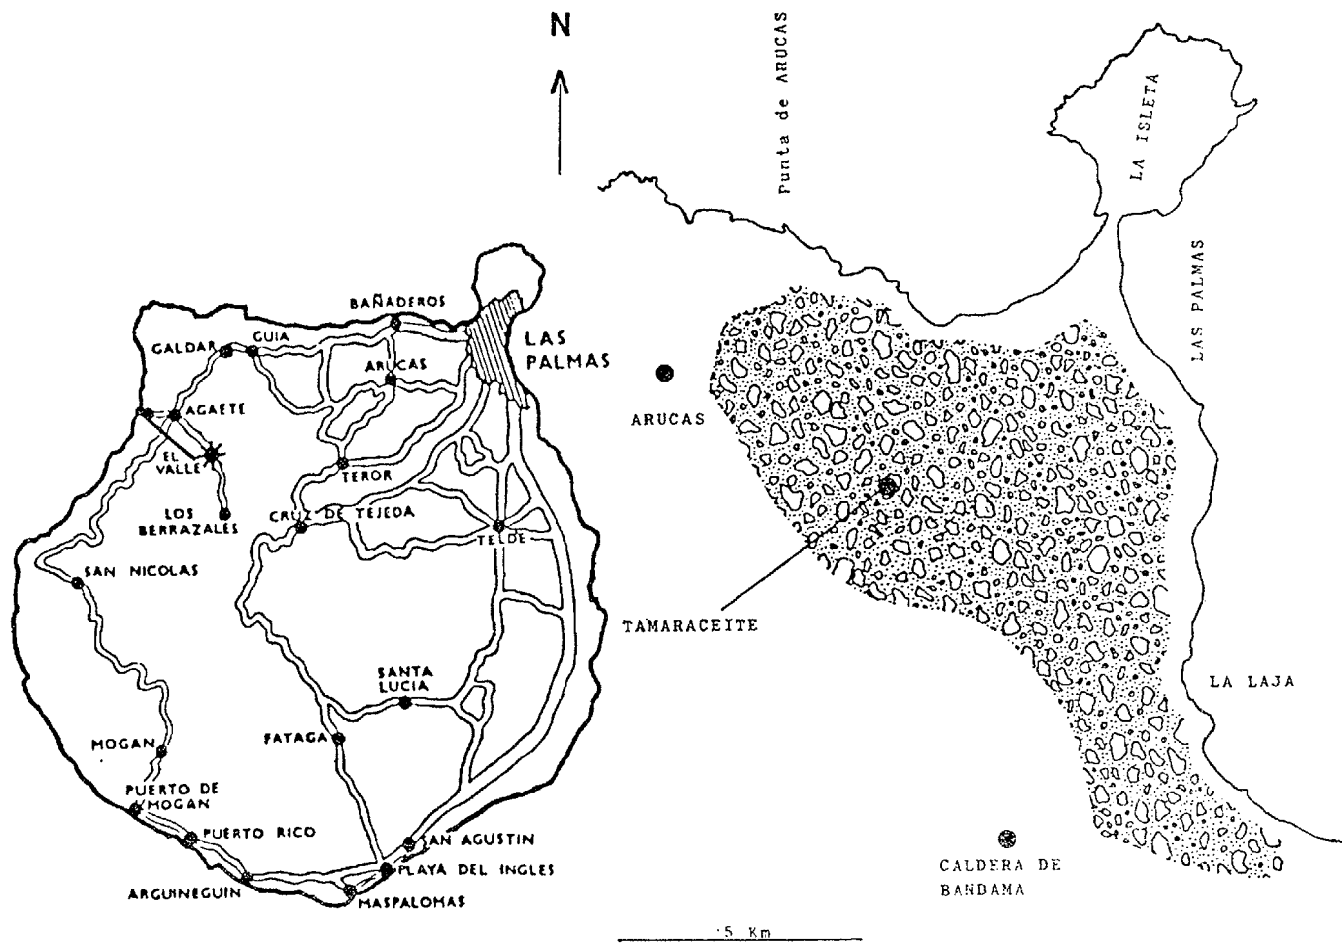 N
Punta de ARUCAS
LA ISLETA
LAS PALMAS
ARUCAS
TAMARACEITE
LA LAJA
CALDERA DE
BANDAMA
5 Km
BAÑADEROS
LAS
PALMAS
GALDAR
GUIA
ARUCAS
AGAETE
EL
VALLE
TEROR
LOS
BERRAZALES
CRUZ DE TEJEDA
TELDE
SAN NICOLAS
SANTA
LUCIA
MOGAN
FATAGA
PUERTO DE
MOGAN
PUERTO RICO
SAN AGUSTIN
PLAYA DEL INGLES
ARGUINEGUIN
MASPALOMAS